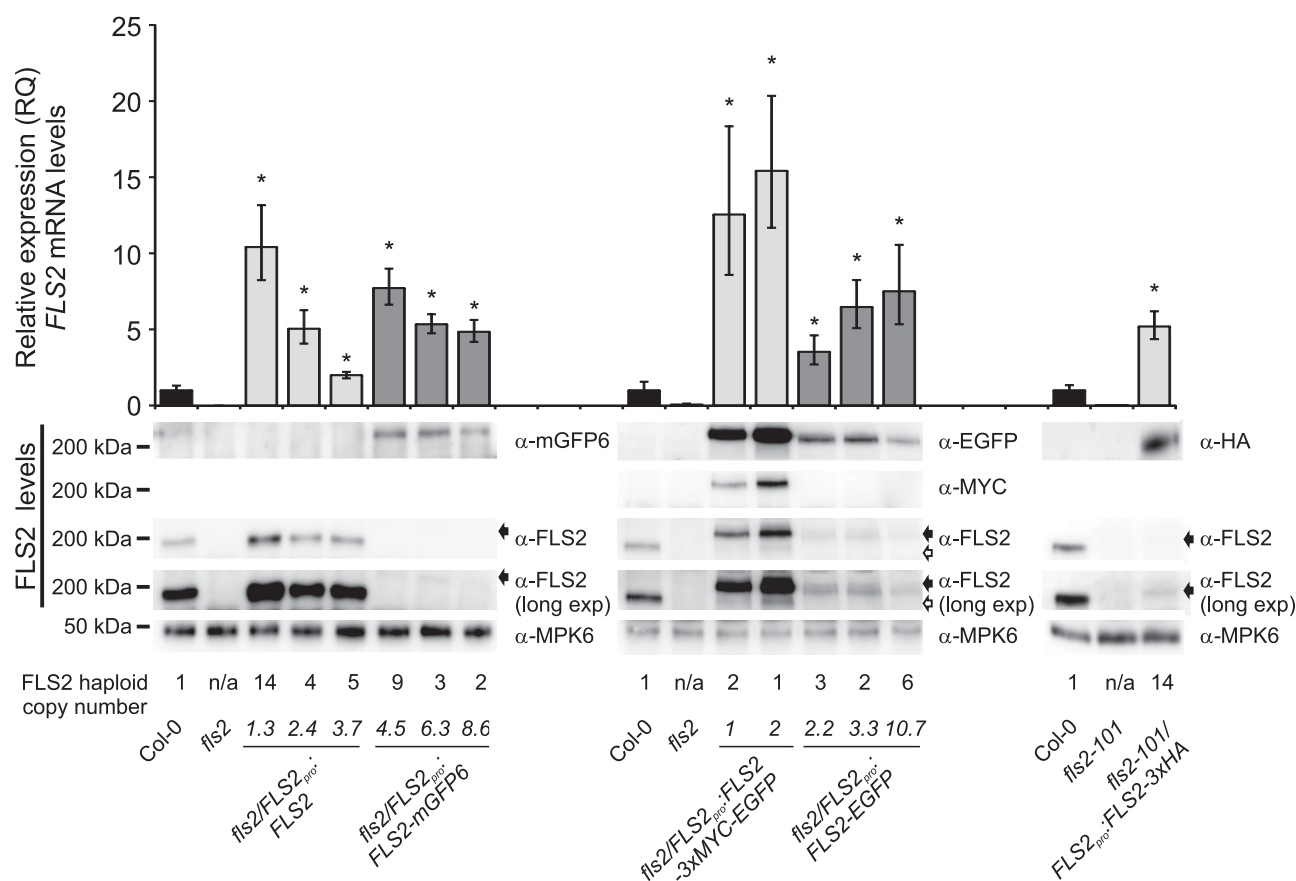 Relative expression (RQ)
FLS2 mRNA levels
25
20
15
10
5
0
* * * * * *
* * * * *
*
FLS2 levels
200 kDa
α-mGFP6
α-EGFP
α-HA
200 kDa
α-MYC
200 kDa
α-FLS2
α-FLS2
α-FLS2
200 kDa
α-FLS2
(long exp)
α-FLS2
(long exp)
α-FLS2
(long exp)
50 kDa
α-MPK6
α-MPK6
α-MPK6
FLS2 haploid
copy number
1 n/a 14 4 5 9 3 2
1 n/a 2 1 3 2 6
1 n/a 14
Col-0
fls2
1.3 2.4 3.7
fls2/FLS2pro:
FLS2
4.5 6.3 8.6
fls2/FLS2pro:
FLS2-mGFP6
Col-0
fls2
1 2
fls2/FLS2pro:FLS2
-3xMYC-EGFP
2.2 3.3 10.7
fls2/FLS2pro:
FLS2-EGFP
Col-0
fls2-101
fls2-101/
FLS2pro:FLS2-3xHA